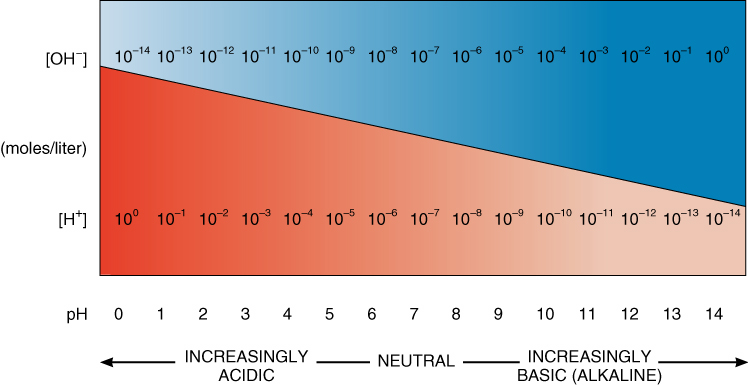 [OH⁻] 10⁻¹⁴ 10⁻¹³ 10⁻¹² 10⁻¹¹ 10⁻¹⁰ 10⁻⁹ 10⁻⁸ 10⁻⁷ 10⁻⁶ 10⁻⁵ 10⁻⁴ 10⁻³ 10⁻² 10⁻¹ 10⁰
(moles/liter)
[H⁺] 10⁰ 10⁻¹ 10⁻² 10⁻³ 10⁻⁴ 10⁻⁵ 10⁻⁶ 10⁻⁷ 10⁻⁸ 10⁻⁹ 10⁻¹⁰ 10⁻¹¹ 10⁻¹² 10⁻¹³ 10⁻¹⁴
pH 0 1 2 3 4 5 6 7 8 9 10 11 12 13 14
INCREASINGLY
ACIDIC
NEUTRAL
INCREASINGLY
BASIC (ALKALINE)